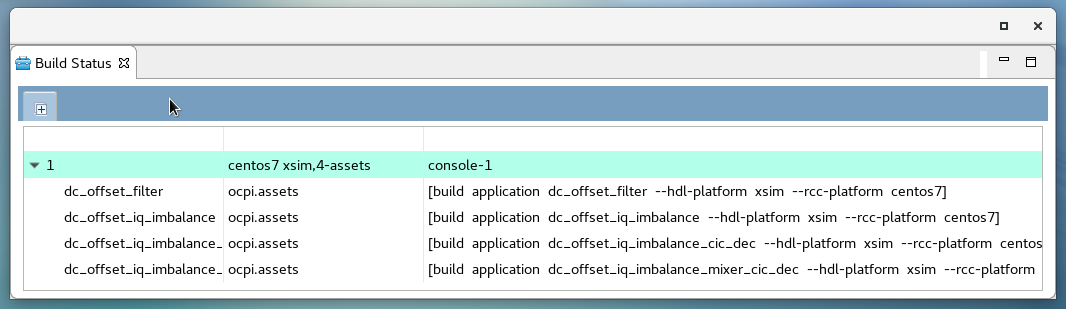 Build Status
1 centos7 xsim,4-assets console-1
dc_offset_filter ocpi.assets [build application dc_offset_filter --hdl-platform xsim --rcc-platform centos7]
dc_offset_iq_imbalance ocpi.assets [build application dc_offset_iq_imbalance --hdl-platform xsim --rcc-platform centos7]
dc_offset_iq_imbalance_ ocpi.assets [build application dc_offset_iq_imbalance_cic_dec --hdl-platform xsim --rcc-platform centos
dc_offset_iq_imbalance_ ocpi.assets [build application dc_offset_iq_imbalance_mixer_cic_dec --hdl-platform xsim --rcc-platform